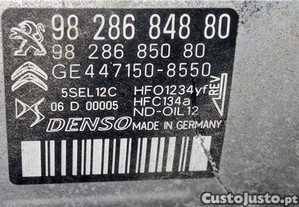 98 286 848 80
98 286 850 80
GE447150-8550
5SEL12C HFO1234yf
06 D 00005 HFC134a
ND-OIL12
REV
DENSO MADE IN GERMANY
CustoJusto.pt